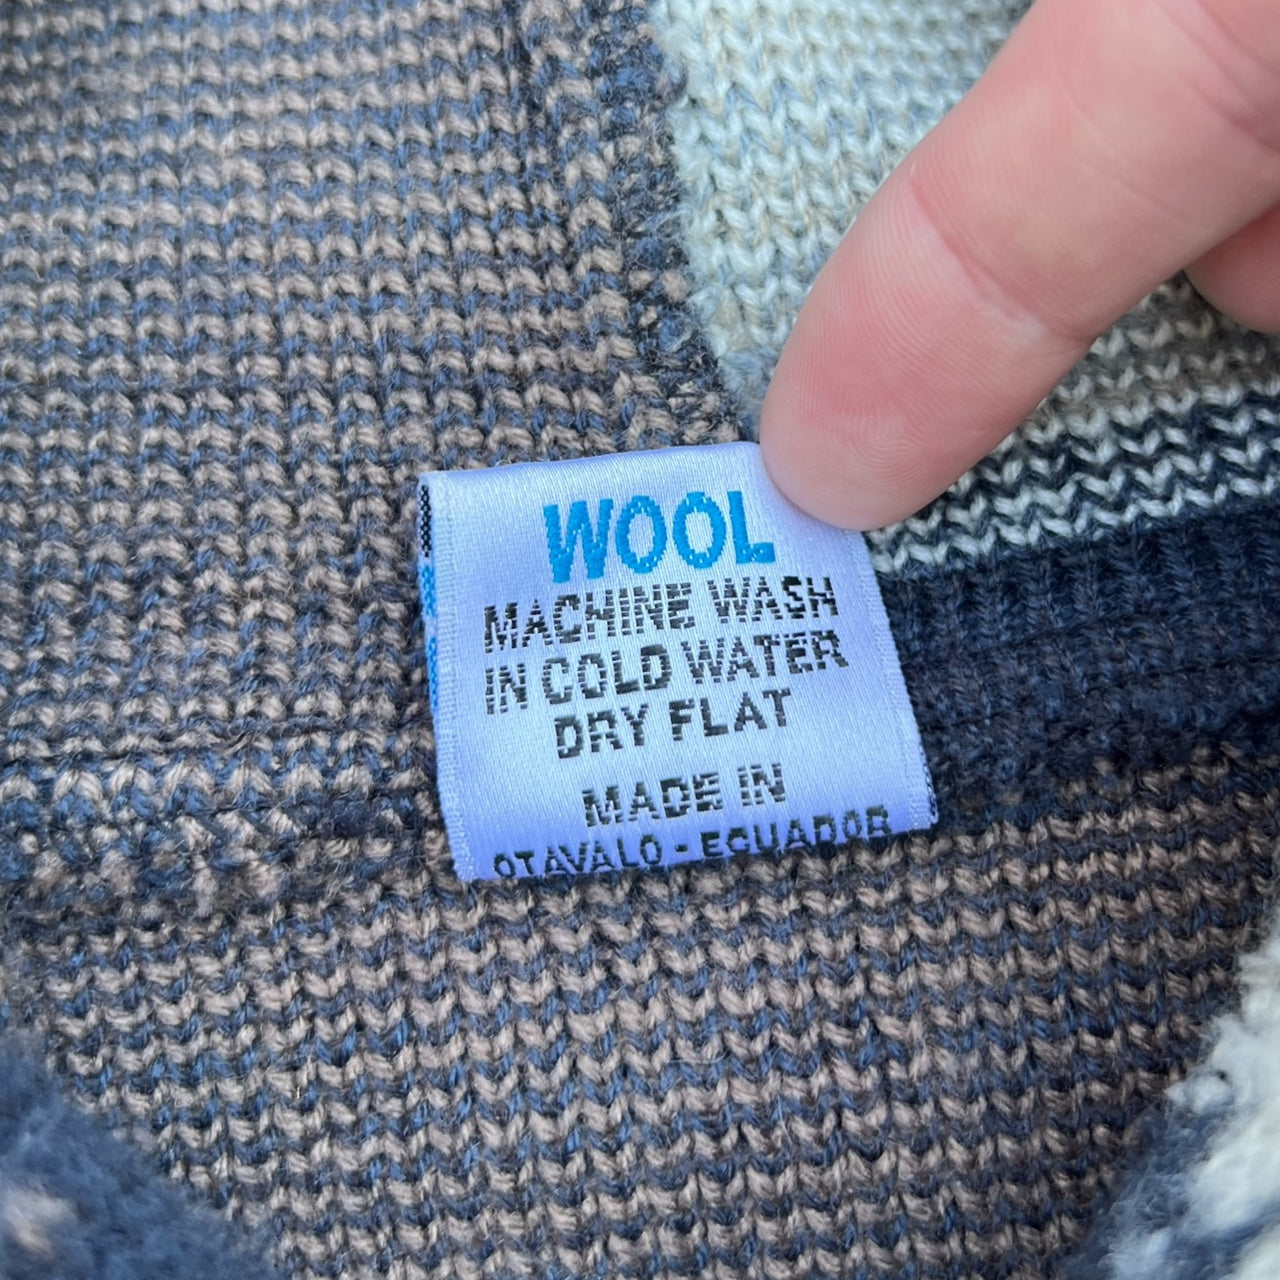 WOOL
MACHINE WASH
IN COLD WATER
DRY FLAT
MADE IN
OTAVALO - ECUADOR